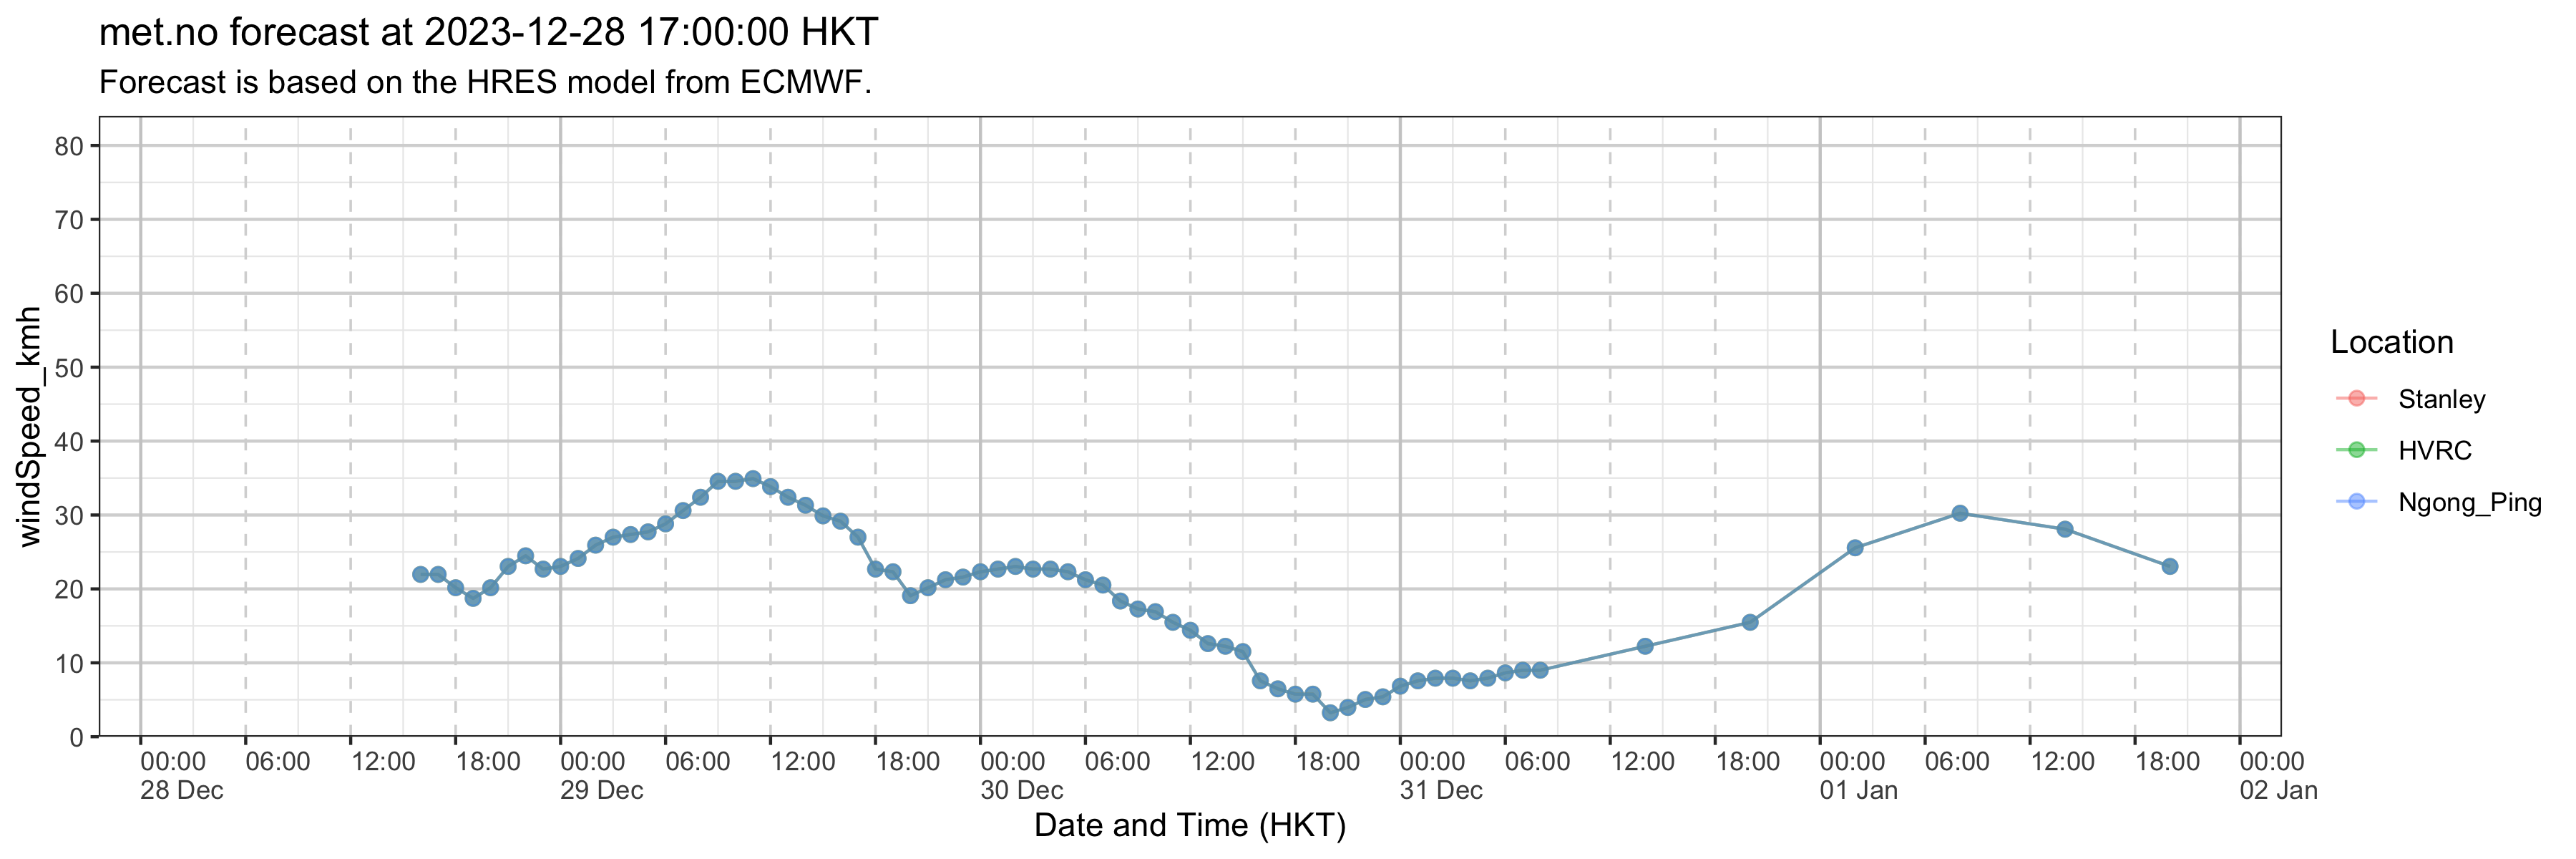 met.no forecast at 2023-12-28 17:00:00 HKT
Forecast is based on the HRES model from ECMWF.
windSpeed_kmh
80
70
60
50
40
30
20
10
0
00:00 06:00 12:00 18:00 00:00 06:00 12:00 18:00 00:00 06:00 12:00 18:00 00:00 06:00 12:00 18:00 00:00 06:00 12:00 18:00 00:00
28 Dec 29 Dec 30 Dec 31 Dec 01 Jan 02 Jan
Date and Time (HKT)
Location
Stanley
HVRC
Ngong_Ping